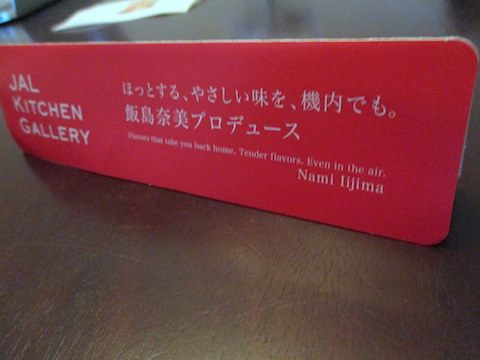 JAL
KITCHEN
GALLERY
ほっとする、やさしい味を、機内でも。
飯島奈美プロデュース
Flavors that take you back home. Tender flavors. Even in the air.
Nami Iijima